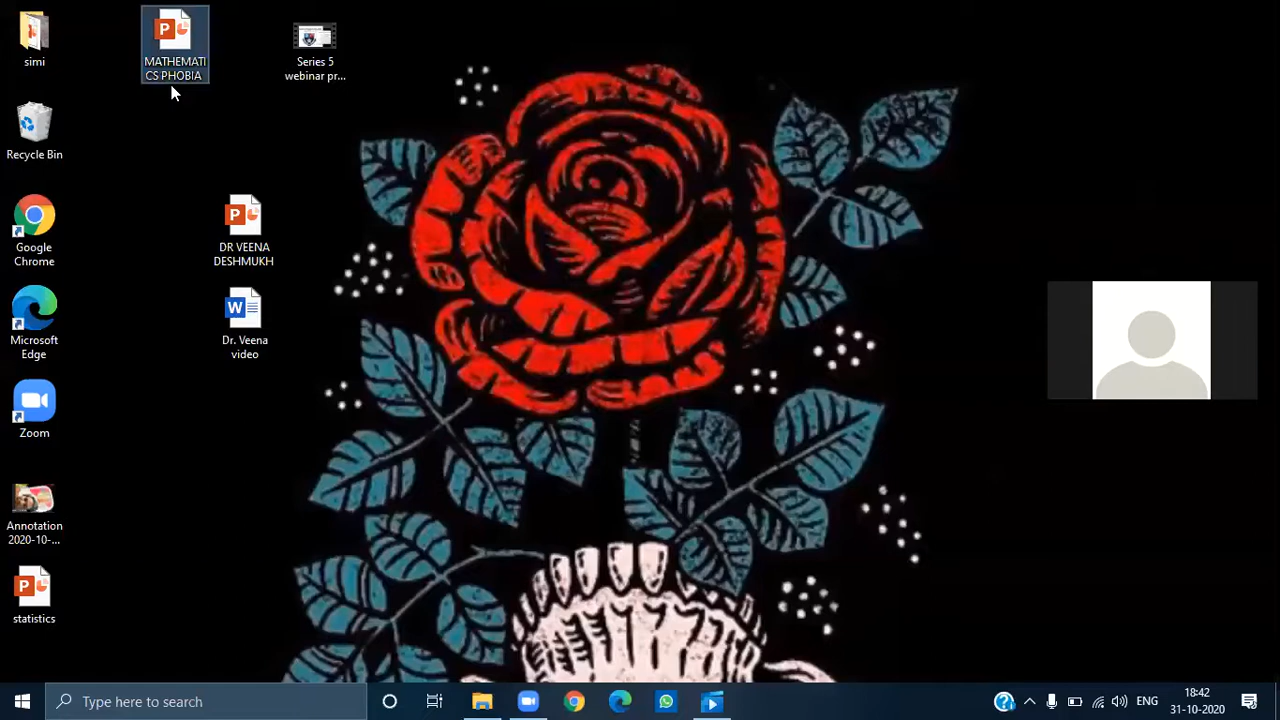 simi
MATHEMATI
CS PHOBIA
Series 5
webinar pr...
Recycle Bin
Google
Chrome
DR VEENA
DESHMUKH
Microsoft
Edge
Dr. Veena
video
Zoom
Annotation
2020-10-...
statistics
Type here to search
ENG
18:42
31-10-2020